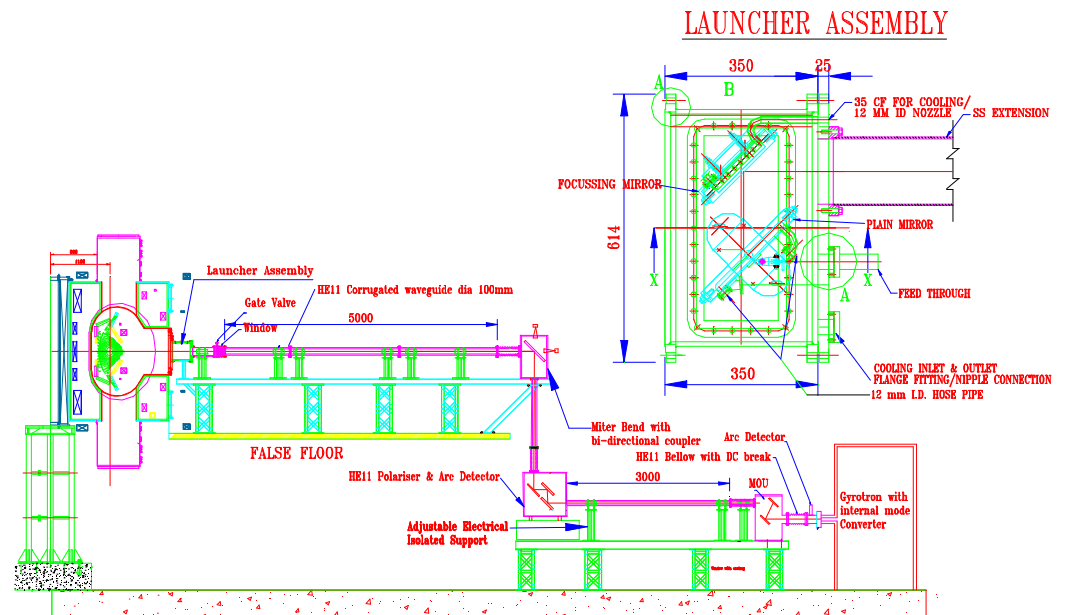 LAUNCHER ASSEMBLY
350
25
A
B
35 CF FOR COOLING/
12 MM ID NOZZLE
SS EXTENSION
FOCUSSING MIRROR
PLAIN MIRROR
614
X
X
FEED THROUGH
A
350
COOLING INLET & OUTLET
FLANGE FITTING/NIPPLE CONNECTION
12 mm I.D. HOSE PIPE
Launcher Assembly
HE11 Corrugated waveguide dia 100mm
Gate Valve
Window
5000
FALSE FLOOR
Miter Bend with
bi-directional coupler
Arc Detector
HE11 Bellow with DC break
HE11 Polariser & Arc Detector
3000
MOU
Gyrotron with
internal mode
Converter
Adjustable Electrical
Isolated Support